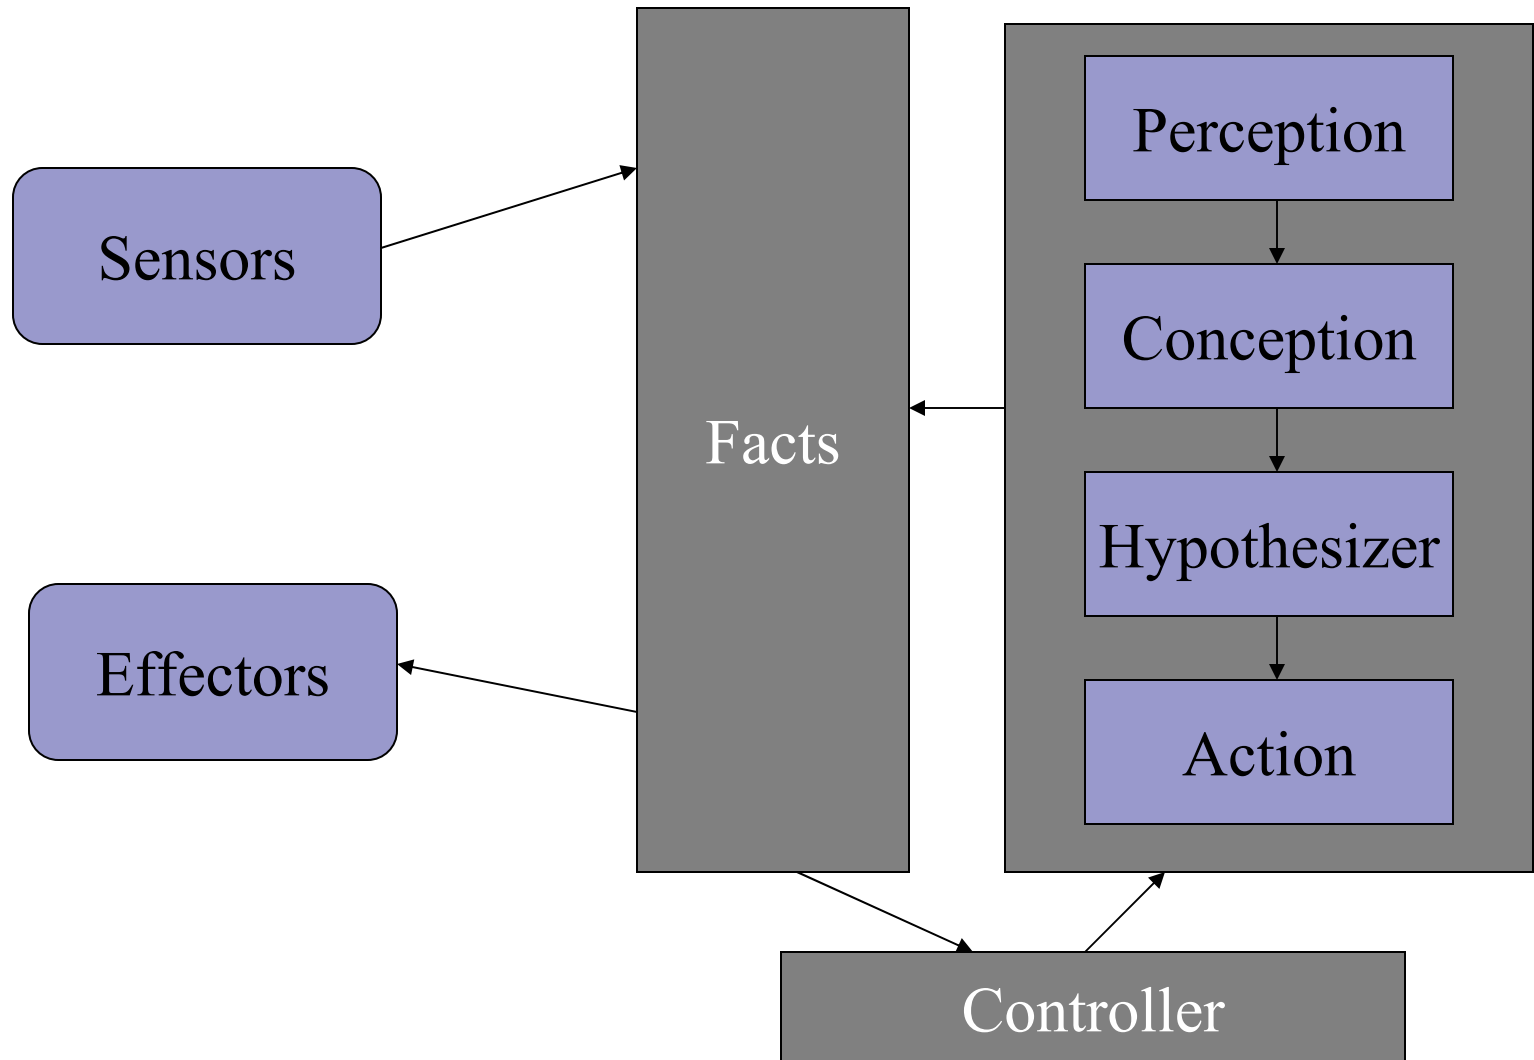 Sensors
Effectors
Facts
Perception
Conception
Hypothesizer
Action
Controller